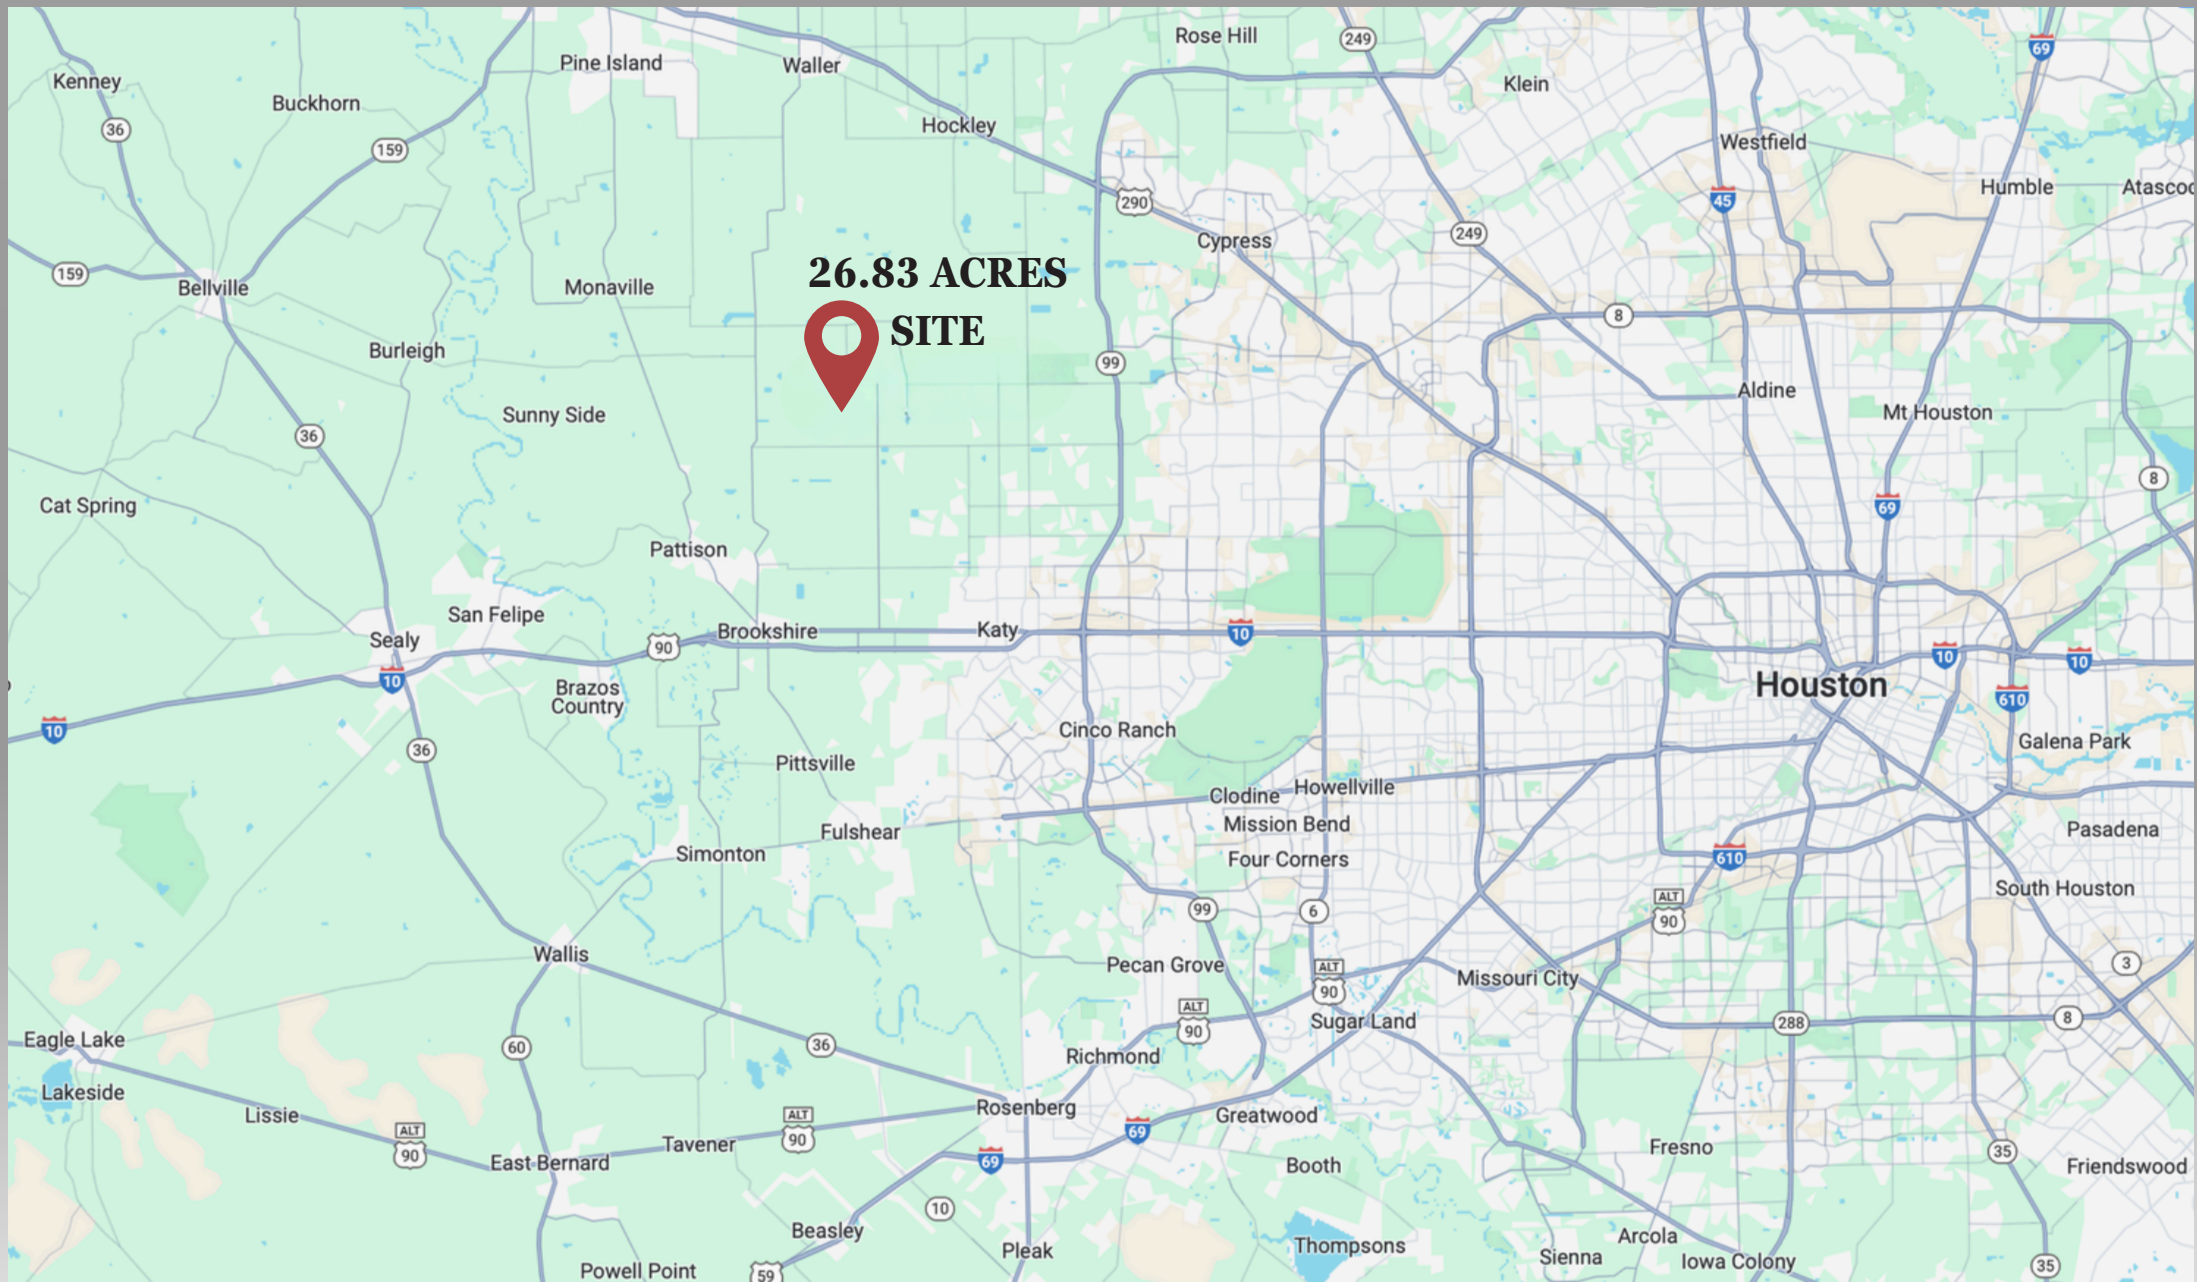 Rose Hill
249
69
Pine Island
Waller
Kenney
Klein
Buckhorn
Hockley
36
159
Westfield
Humble
45
290
249
Cypress
159
Bellville
26.83 ACRES
SITE
Monaville
8
Burleigh
99
Aldine
Sunny Side
Mt Houston
36
8
Cat Spring
69
Pattison
San Felipe
Sealy
90
Brookshire
Katy
10
10
10
10
Houston
610
Brazos
Country
10
36
Cinco Ranch
Galena Park
Pittsville
Clodine
Howellville
Mission Bend
Fulshear
Pasadena
Simonton
Four Corners
610
South Houston
ALT
90
99
6
Wallis
Pecan Grove
ALT
90
Missouri City
3
ALT
90
Sugar Land
288
8
Eagle Lake
60
36
Richmond
Lakeside
Lissie
ALT
90
ALT
90
Rosenberg
69
Greatwood
Tavener
East Bernard
69
Booth
Fresno
35
Friendswood
10
Beasley
Pleak
Thompsons
Sienna
Arcola
Iowa Colony
35
Powell Point
59